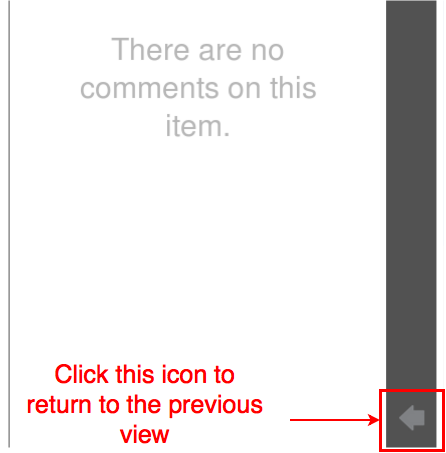 There are no
comments on this
item.
Click this icon to
return to the previous
view